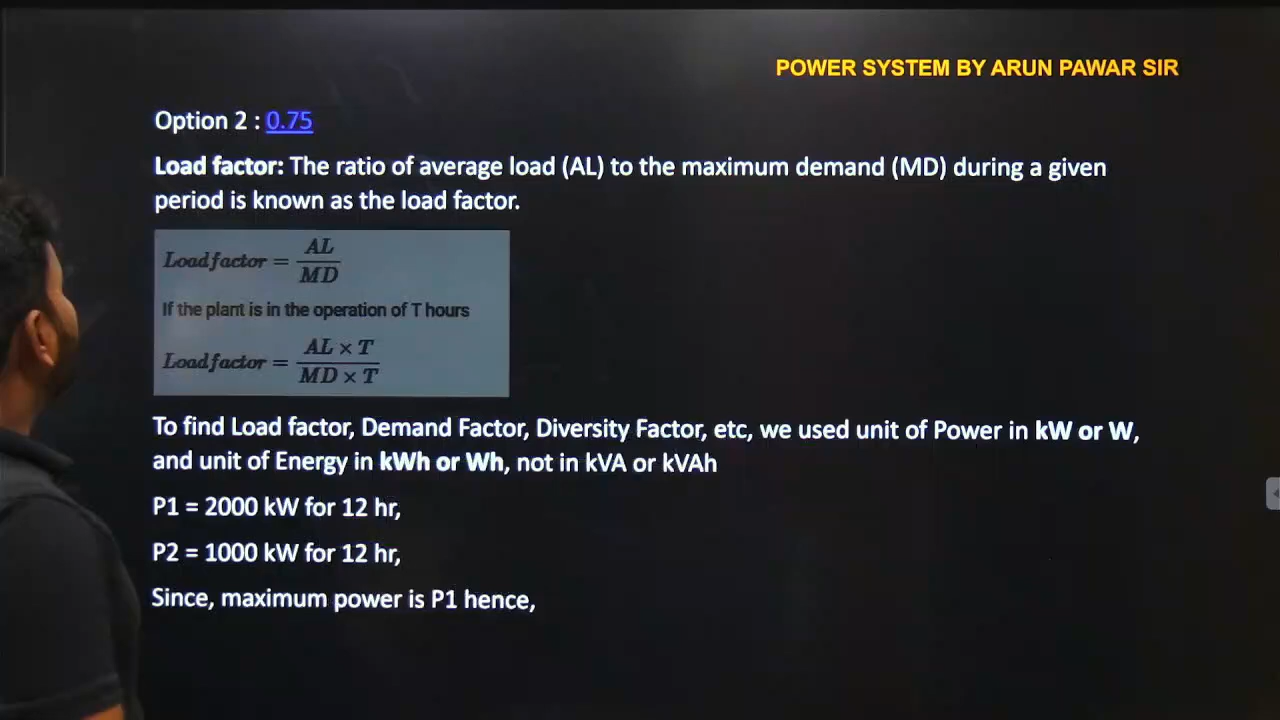 POWER SYSTEM BY ARUN PAWAR SIR
Option 2 : 0.75
Load factor: The ratio of average load (AL) to the maximum demand (MD) during a given
period is known as the load factor.
Loadfactor = AL / MD
If the plant is in the operation of T hours
Loadfactor = AL × T / MD × T
To find Load factor, Demand Factor, Diversity Factor, etc, we used unit of Power in kW or W,
and unit of Energy in kWh or Wh, not in kVA or kVAh
P1 = 2000 kW for 12 hr,
P2 = 1000 kW for 12 hr,
Since, maximum power is P1 hence,